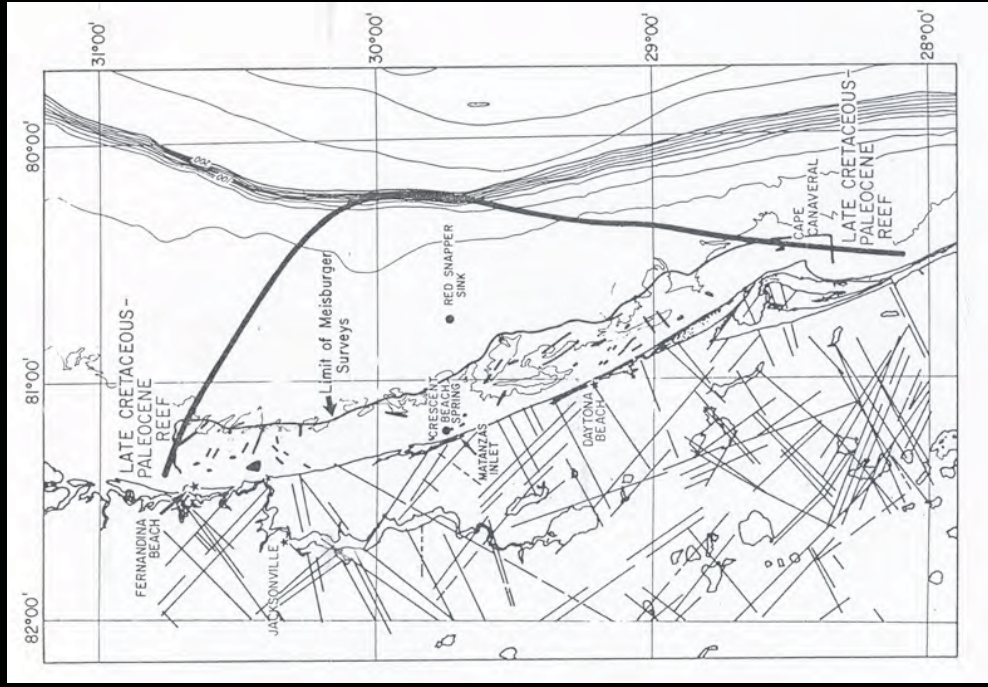 31°00'
30°00'
29°00'
28°00'
80°00'
81°00'
82°00'
200
100
LATE CRETACEOUS-
PALEOCENE
REEF
Limit of Meisburger
Surveys
RED SNAPPER
SINK
CRESCENT
BEACH
SPRING
MATANZAS
INLET
DAYTONA
BEACH
CAPE
CANAVERAL
LATE CRETACEOUS-
PALEOCENE
REEF
FERNANDINA
BEACH
JACKSONVILLE